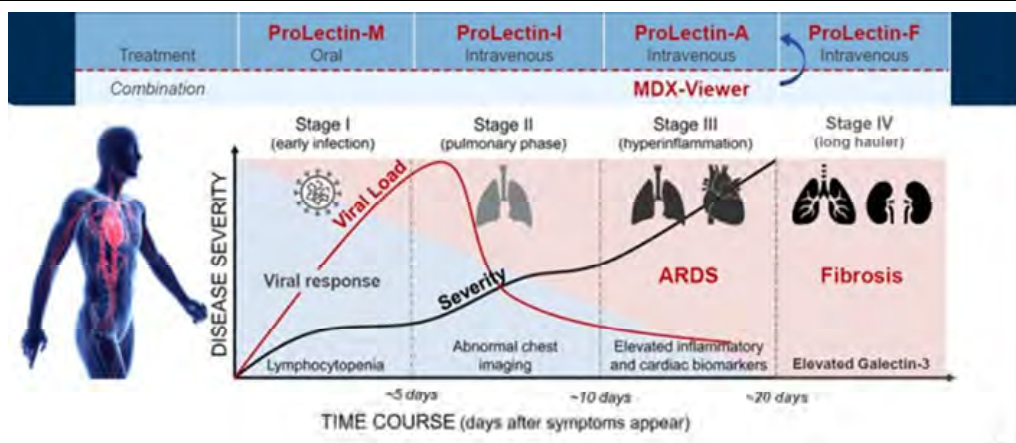 ProLectin-M ProLectin-I ProLectin-A ProLectin-F
Treatment Oral Intravenous Intravenous Intravenous
Combination MDX-Viewer
Stage I Stage II Stage III Stage IV
(early infection) (pulmonary phase) (hyperinflammation) (long hauler)
DISEASE SEVERITY
Viral Load
Viral response
Severity
ARDS
Fibrosis
Lymphocytopenia
Abnormal chest
imaging
Elevated inflammatory
and cardiac biomarkers
Elevated Galectin-3
~5 days ~10 days ~20 days
TIME COURSE (days after symptoms appear)